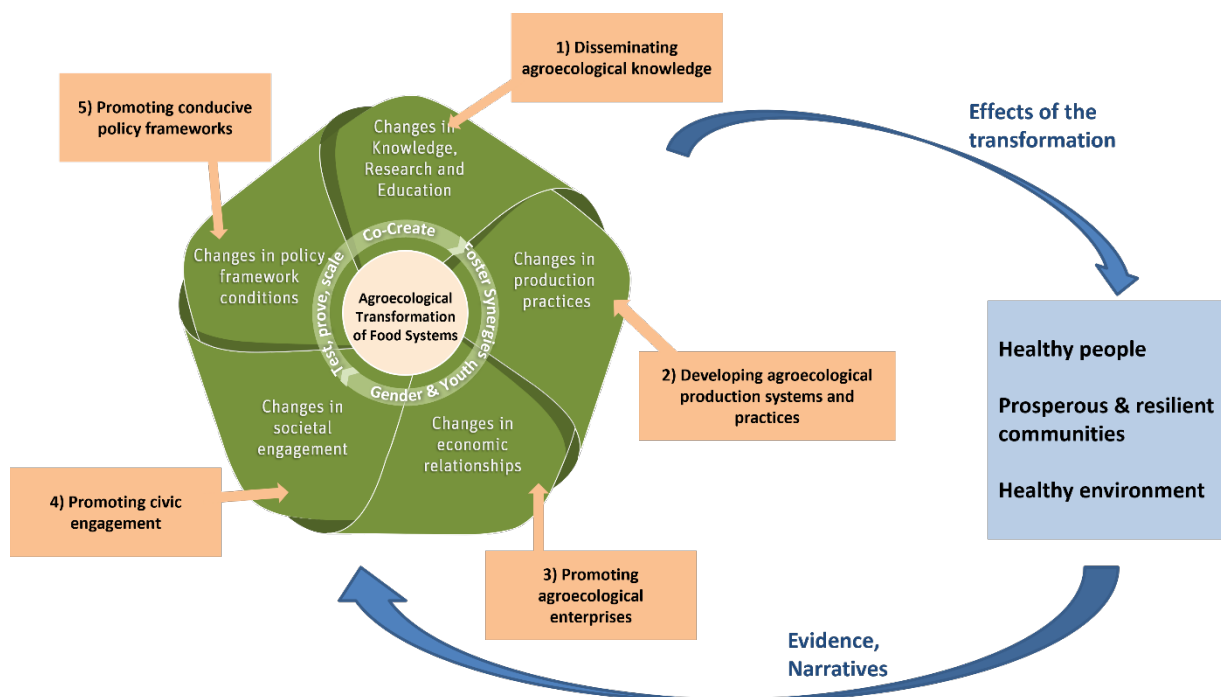 1) Disseminating
agroecological knowledge
5) Promoting conducive
policy frameworks
Effects of the
transformation
Changes in
Knowledge,
Research and
Education
Changes in policy
framework
conditions
Changes in
production
practices
Co-Create
Foster Synergies
Gender & Youth
Test, prove, scale
Agroecological
Transformation
of Food Systems
Changes in
societal
engagement
Changes in
economic
relationships
2) Developing agroecological
production systems and
practices
Healthy people
Prosperous & resilient
communities
Healthy environment
4) Promoting civic
engagement
3) Promoting
agroecological
enterprises
Evidence,
Narratives